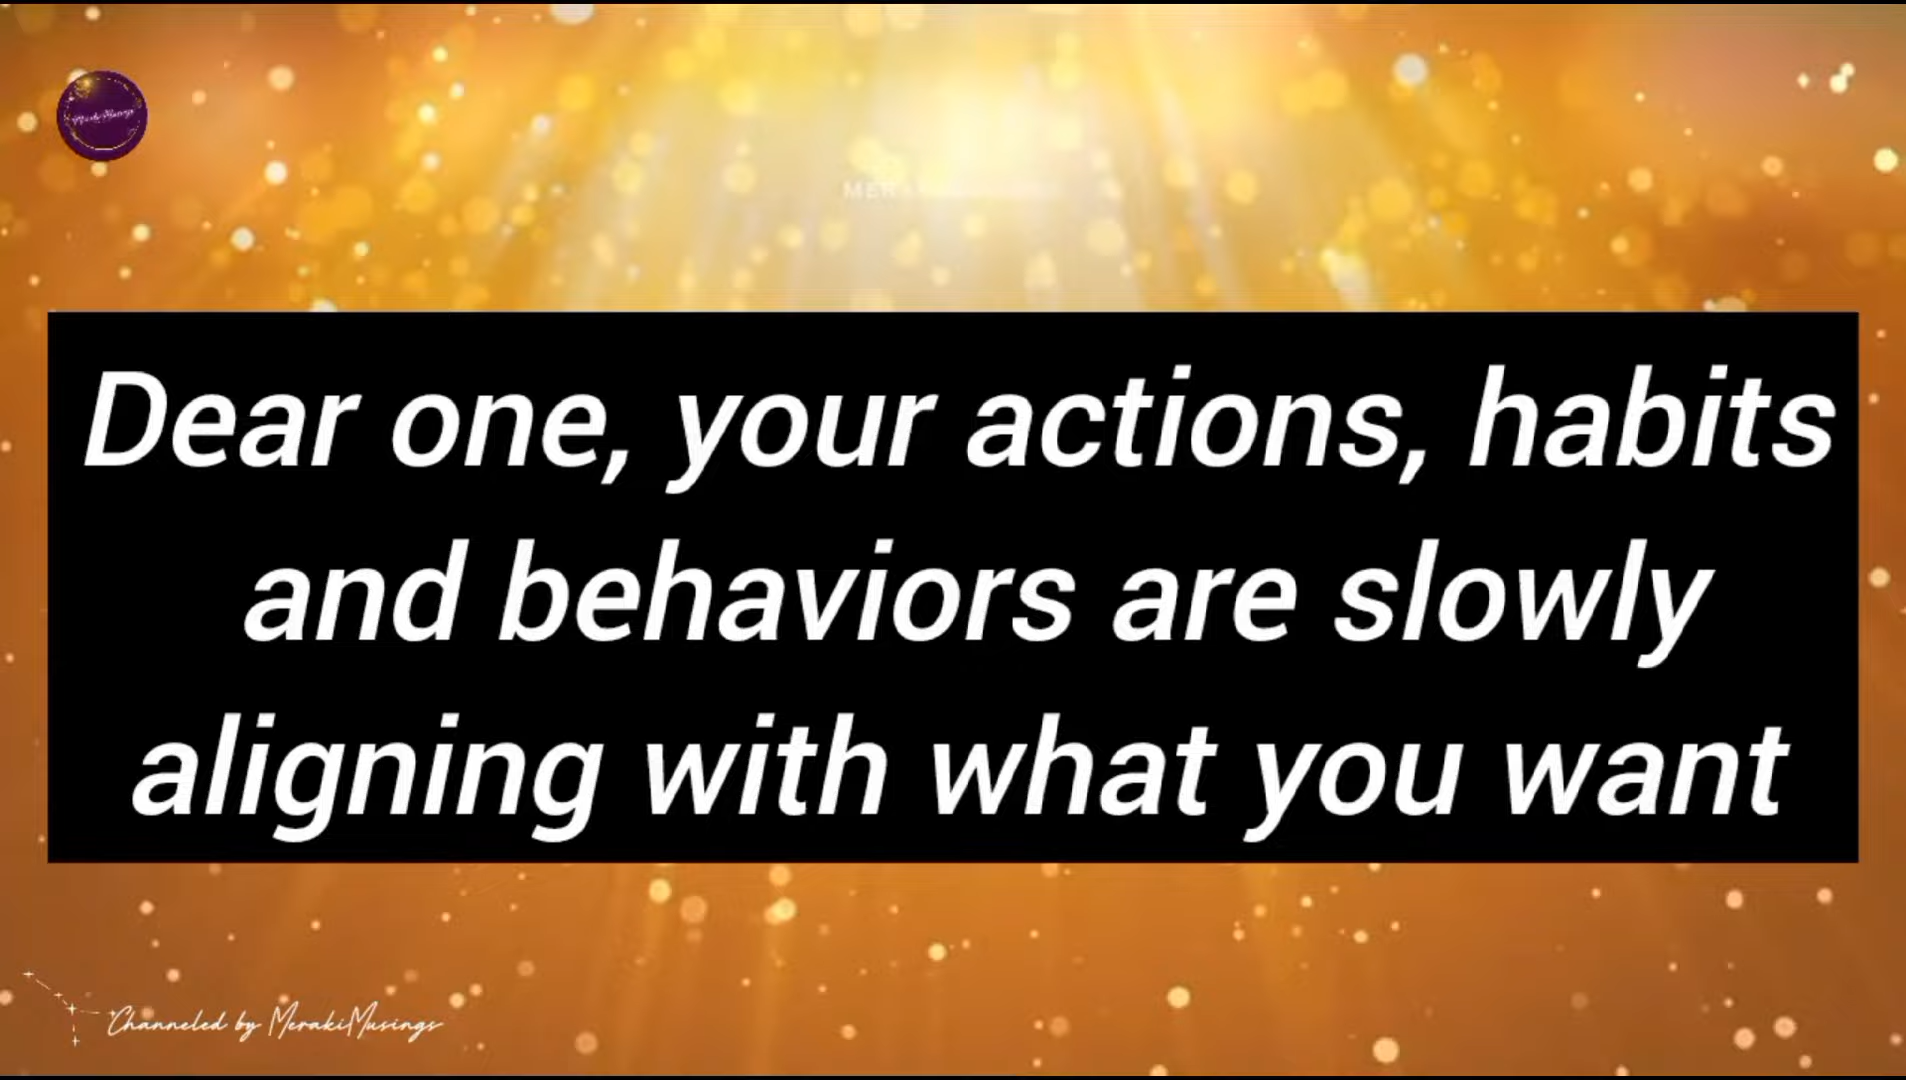 Dear one, your actions, habits
and behaviors are slowly
aligning with what you want
Channeled by MerakiMusings